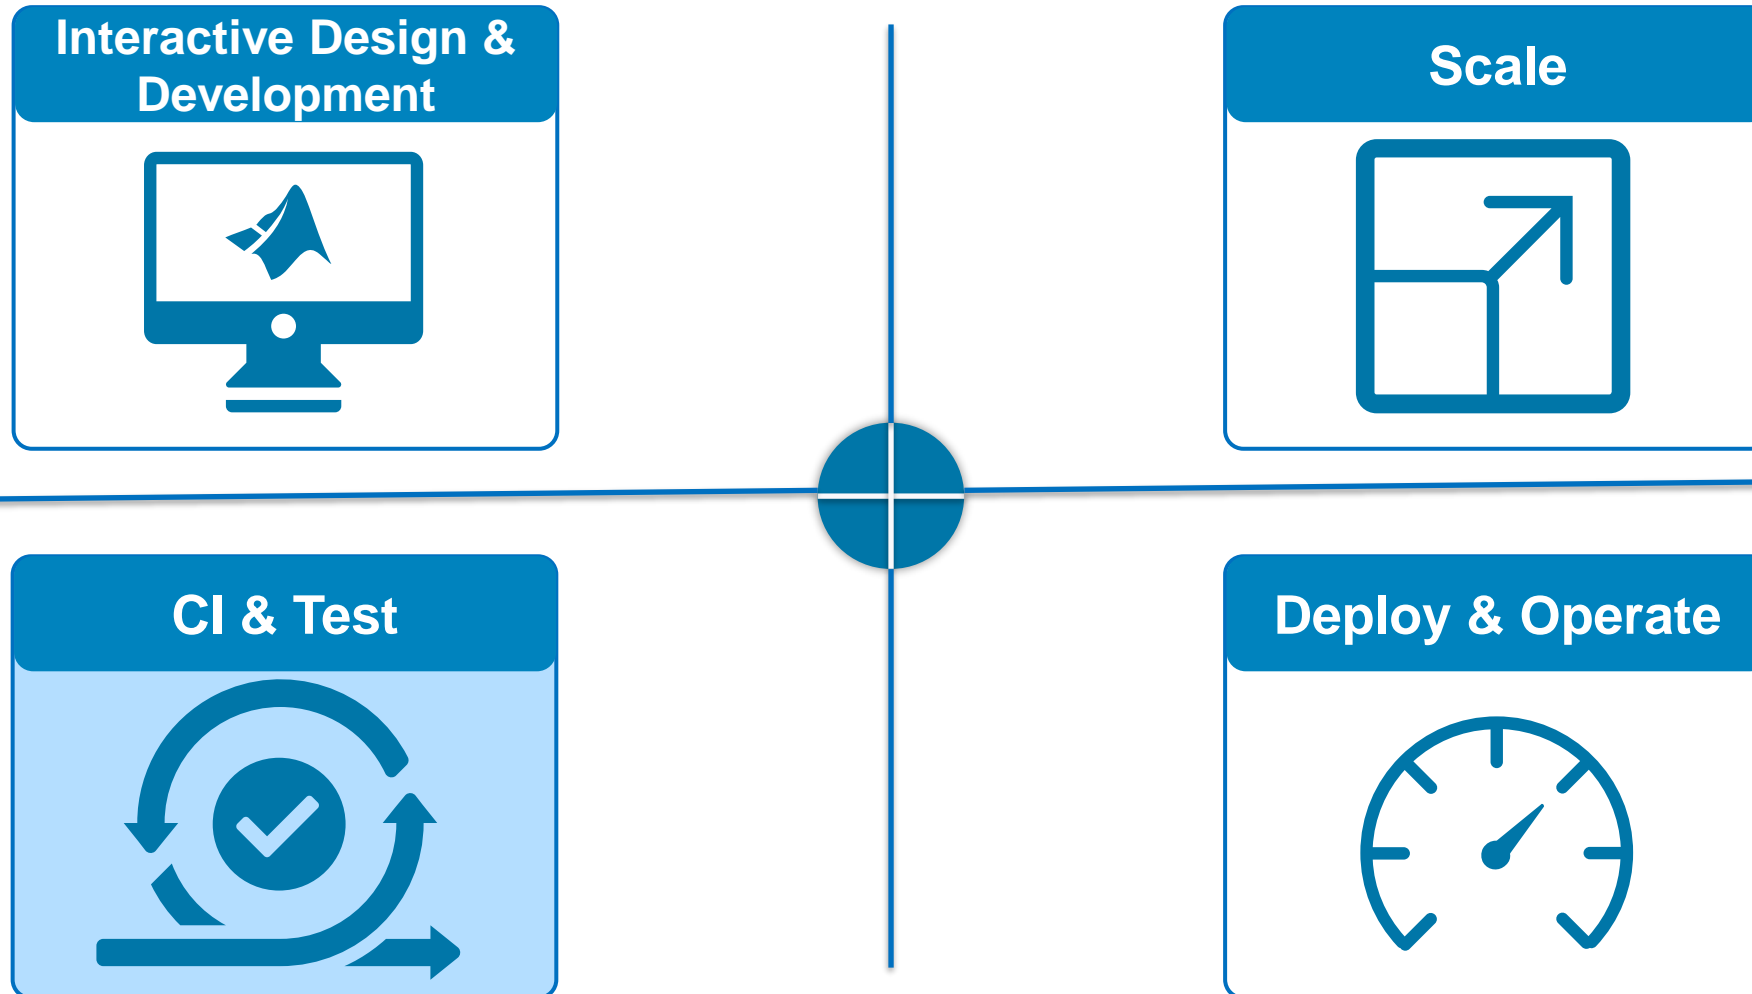 Interactive Design &
Development
Scale
CI & Test
Deploy & Operate